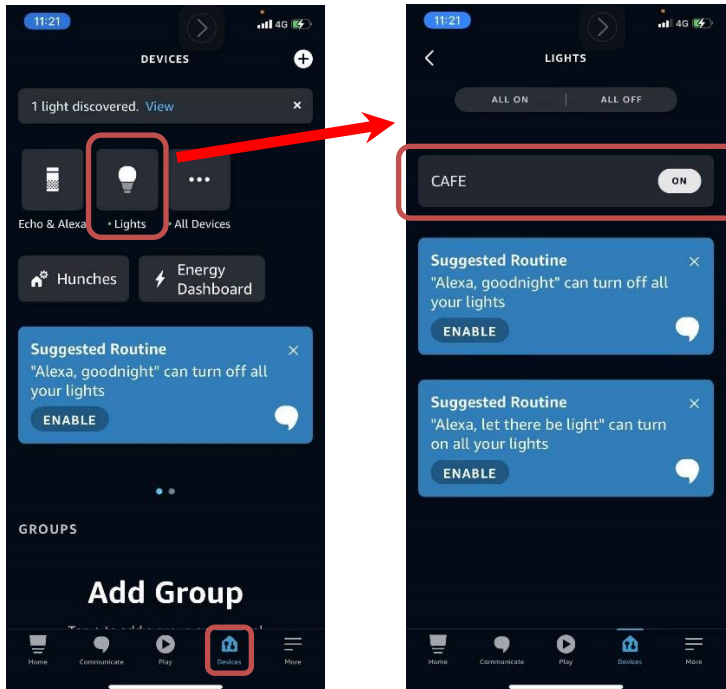 11:21
4G
DEVICES
1 light discovered. View
Echo & Alexa
Lights
All Devices
Hunches
Energy
Dashboard
Suggested Routine
"Alexa, goodnight" can turn off all
your lights
ENABLE
GROUPS
Add Group
Home
Communicate
Play
Devices
More
11:21
4G
LIGHTS
ALL ON
ALL OFF
CAFE
ON
Suggested Routine
"Alexa, goodnight" can turn off all
your lights
ENABLE
Suggested Routine
"Alexa, let there be light" can turn
on all your lights
ENABLE
Home
Communicate
Play
Devices
More